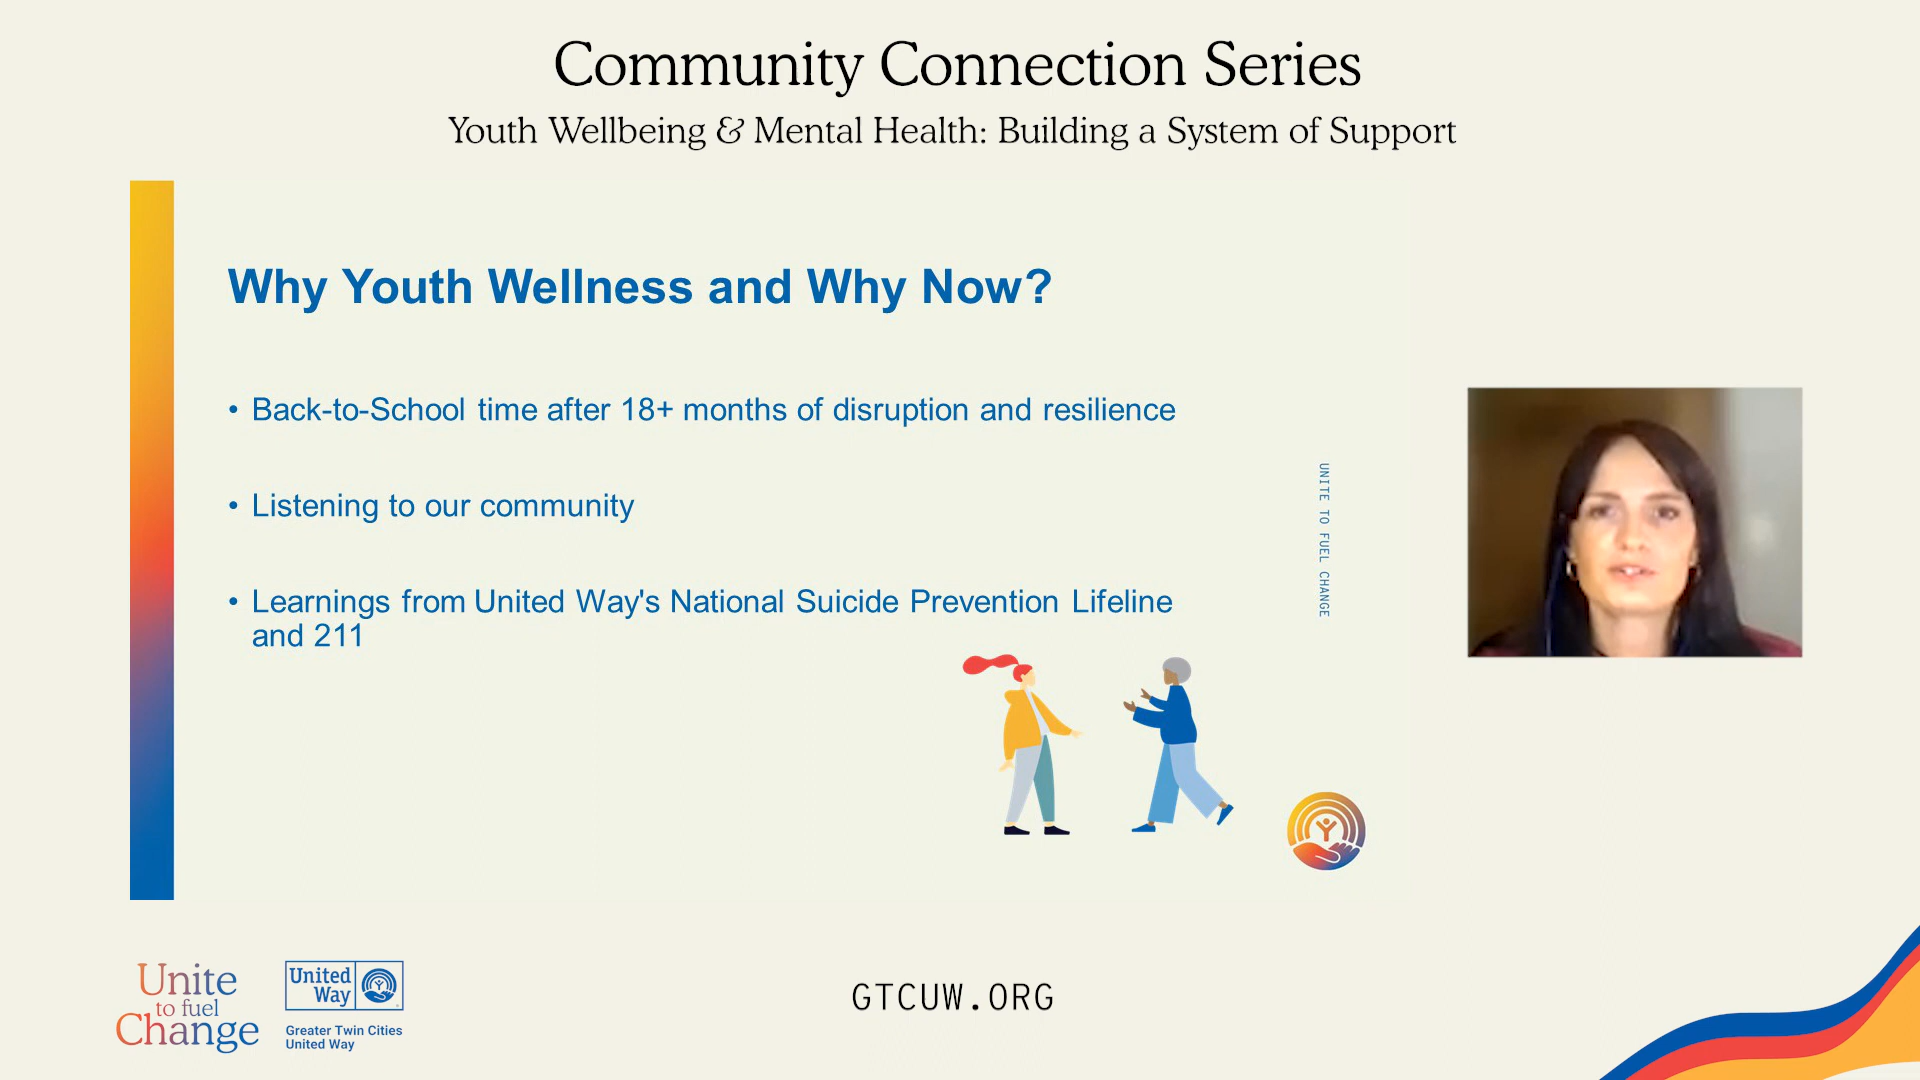 Community Connection Series
Youth Wellbeing & Mental Health: Building a System of Support
Why Youth Wellness and Why Now?
• Back-to-School time after 18+ months of disruption and resilience
• Listening to our community
• Learnings from United Way's National Suicide Prevention Lifeline
and 211
UNITE TO FUEL CHANGE
Unite
to fuel
Change
United
Way
Greater Twin Cities
United Way
GTCUW.ORG